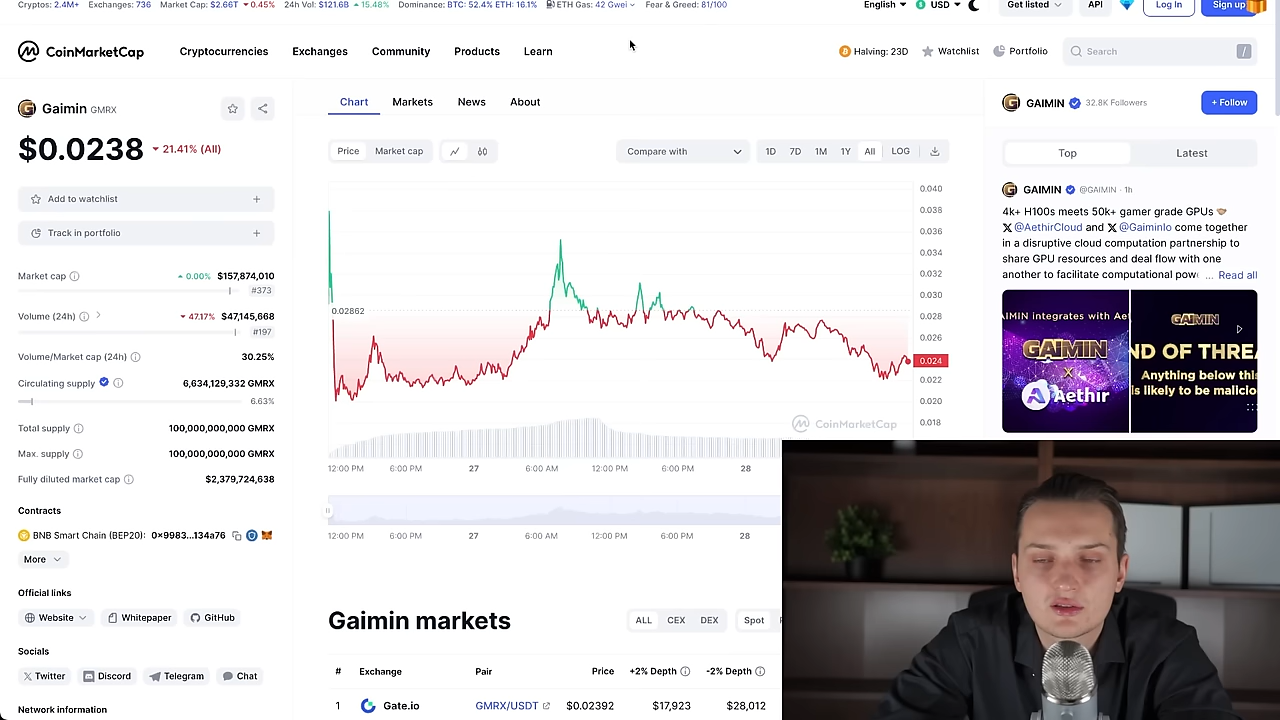 Cryptos: 2.4M+ Exchanges: 736 Market Cap: $2.66T 0.45% 24h Vol: $121.6B 15.48% Dominance: BTC: 52.4% ETH: 16.1% ETH Gas: 42 Gwei Fear & Greed: 81/100 English USD Get listed API Log In Sign up
CoinMarketCap Cryptocurrencies Exchanges Community Products Learn Halving: 23D Watchlist Portfolio Search /
Gaimin GMRX
$0.0238 21.41% (All)
Add to watchlist +
Track in portfolio +
Market cap 0.00% $157,874,010
#373
Volume (24h) 47.17% $47,145,668
#197
Volume/Market cap (24h) 30.25%
Circulating supply 6,634,129,332 GMRX
6.63%
Total supply 100,000,000,000 GMRX
Max. supply 100,000,000,000 GMRX
Fully diluted market cap $2,379,724,638
Contracts
BNB Smart Chain (BEP20): 0x9983...134a76
More
Official links
Website Whitepaper GitHub
Socials
Twitter Discord Telegram Chat
Network information
Chart Markets News About
Price Market cap Compare with 1D 7D 1M 1Y All LOG
0.040
0.038
0.036
0.034
0.032
0.030
0.02862
0.028
0.026
0.024
0.022
0.020
0.018
CoinMarketCap
12:00 PM 6:00 PM 27 6:00 AM 12:00 PM 6:00 PM 28
12:00 PM 6:00 PM 27 6:00 AM 12:00 PM 6:00 PM 28
Gaimin markets ALL CEX DEX Spot
# Exchange Pair Price +2% Depth -2% Depth
1 Gate.io GMRX/USDT $0.02392 $17,923 $28,012
GAIMIN 32.8K Followers + Follow
Top Latest
GAIMIN @GAIMIN · 1h
4k+ H100s meets 50k+ gamer grade GPUs
@AethirCloud and @GaiminIo come together
in a disruptive cloud computation partnership to
share GPU resources and deal flow with one
another to facilitate computational pow ... Read all
IMIN integrates with Aet
GAIMIN
X
Aethir
GAIMIN
ND OF THREA
Anything below this
is likely to be malicio